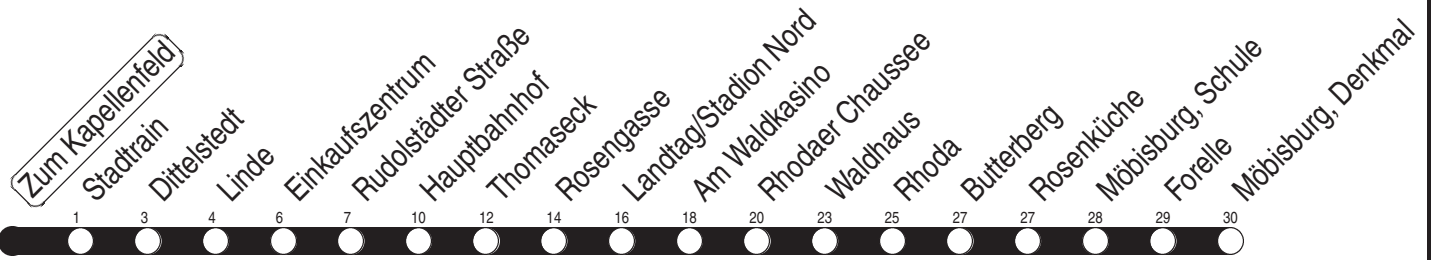 Zum Kapellenfeld
Stadtrain
Dittelstedt
Linde
Einkaufszentrum
Rudolstädter Straße
Hauptbahnhof
Thomaseck
Rosengasse
Landtag/Stadion Nord
Am Waldkasino
Rhodaer Chaussee
Waldhaus
Rhoda
Butterberg
Rosenküche
Möbisburg, Schule
Forelle
Möbisburg, Denkmal
1 3 4 6 7 10 12 14 16 18 20 23 25 27 27 28 29 30